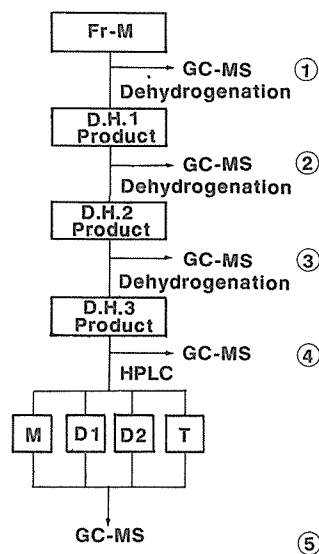 Fr-M
GC-MS ①
Dehydrogenation
D.H.1
Product
GC-MS ②
Dehydrogenation
D.H.2
Product
GC-MS ③
Dehydrogenation
D.H.3
Product
GC-MS ④
HPLC
M D1 D2 T
GC-MS ⑤